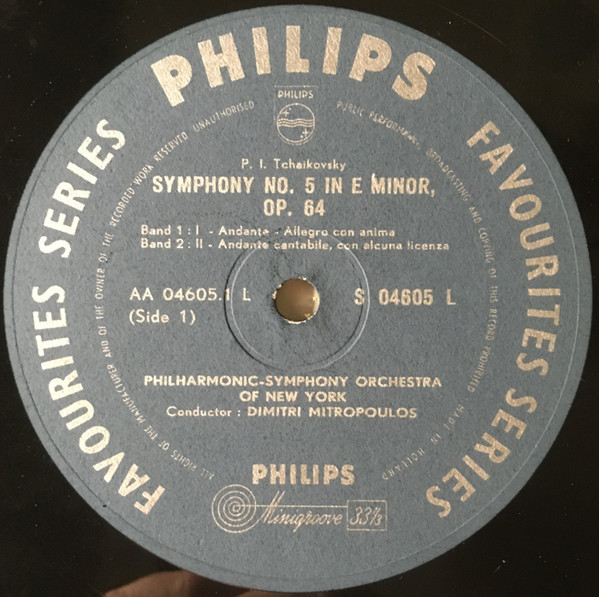 PHILIPS
FAVOURITES SERIES
FAVOURITES SERIES
ALL RIGHTS OF THE MANUFACTURER AND OF THE OWNER OF THE RECORDED WORK RESERVED UNAUTHORISED PUBLIC PERFORMANCE, BROADCASTING AND COPYING OF THIS RECORD PROHIBITED MADE IN HOLLAND
PHILIPS
P. I. Tchaikovsky
SYMPHONY NO. 5 IN E MINOR,
OP. 64
Band 1 : I - Andante - Allegro con anima
Band 2 : II - Andante cantabile, con alcuna licenza
AA 04605.1 L S 04605 L
(Side 1)
PHILHARMONIC-SYMPHONY ORCHESTRA
OF NEW YORK
Conductor : DIMITRI MITROPOULOS
PHILIPS
Minigroove 33⅓